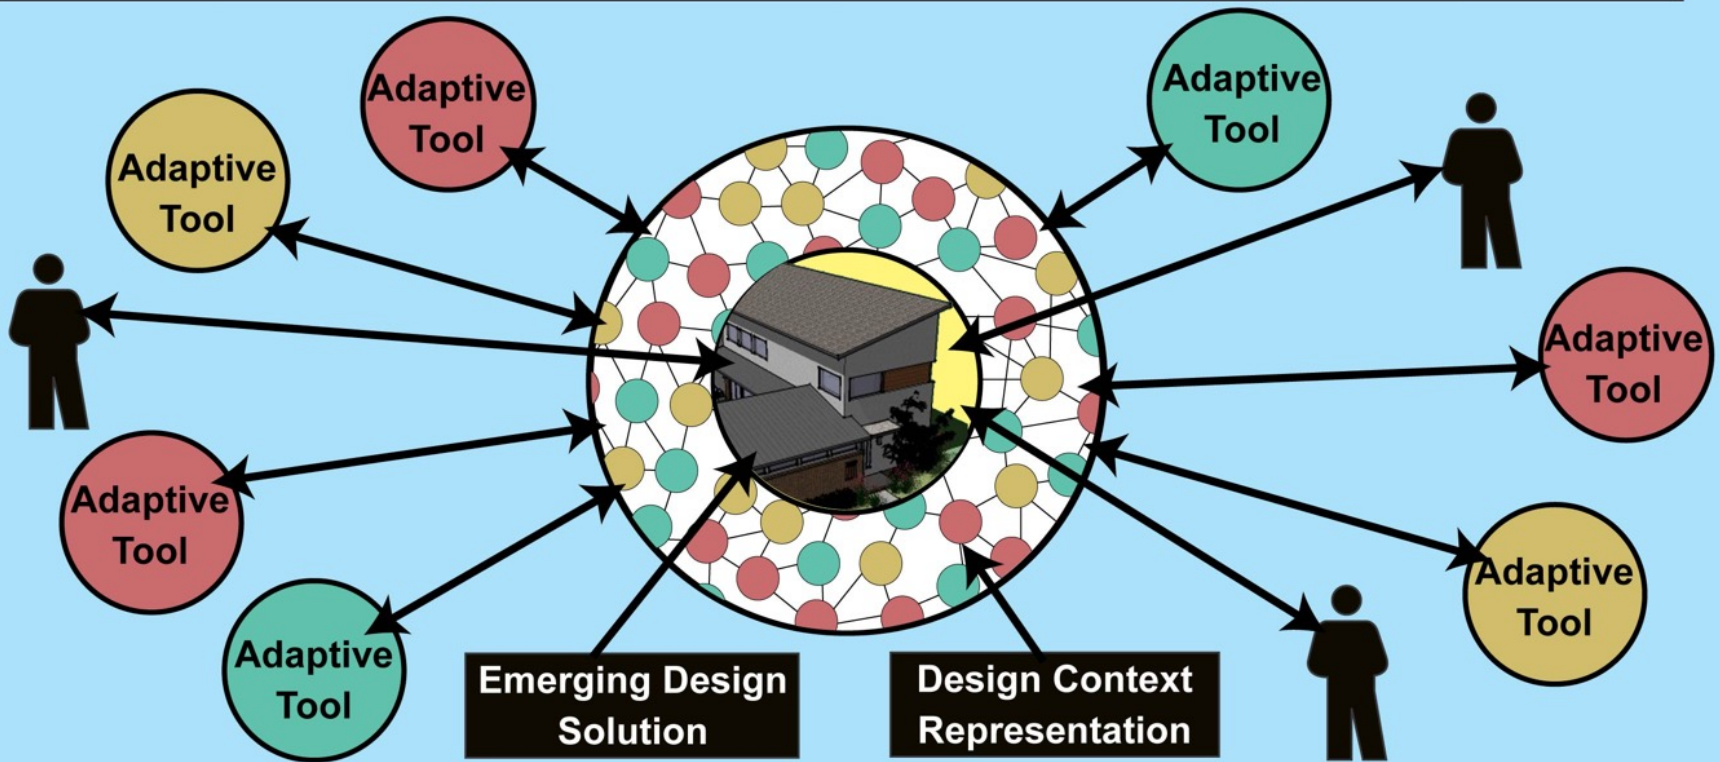 Adaptive
Tool
Adaptive
Tool
Adaptive
Tool
Adaptive
Tool
Adaptive
Tool
Adaptive
Tool
Adaptive
Tool
Adaptive
Tool
Emerging Design
Solution
Design Context
Representation